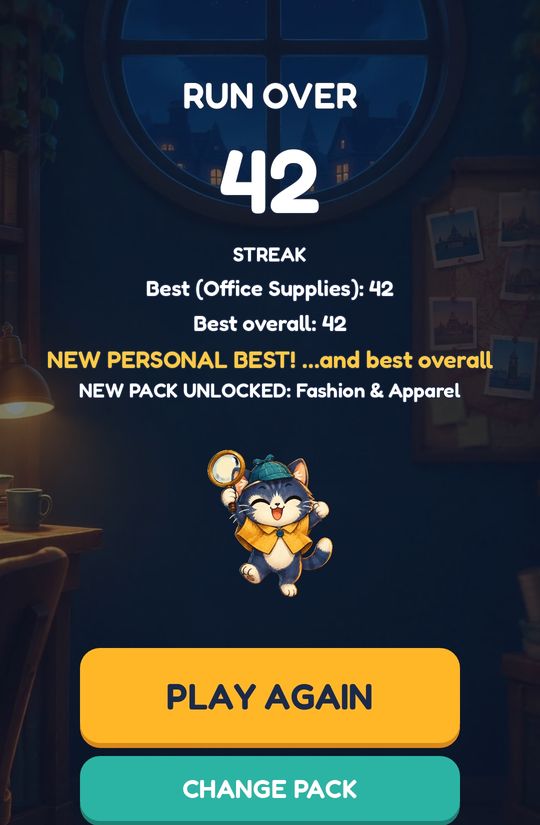 RUN OVER
42
STREAK
Best (Office Supplies): 42
Best overall: 42
NEW PERSONAL BEST! ...and best overall
NEW PACK UNLOCKED: Fashion & Apparel
PLAY AGAIN
CHANGE PACK